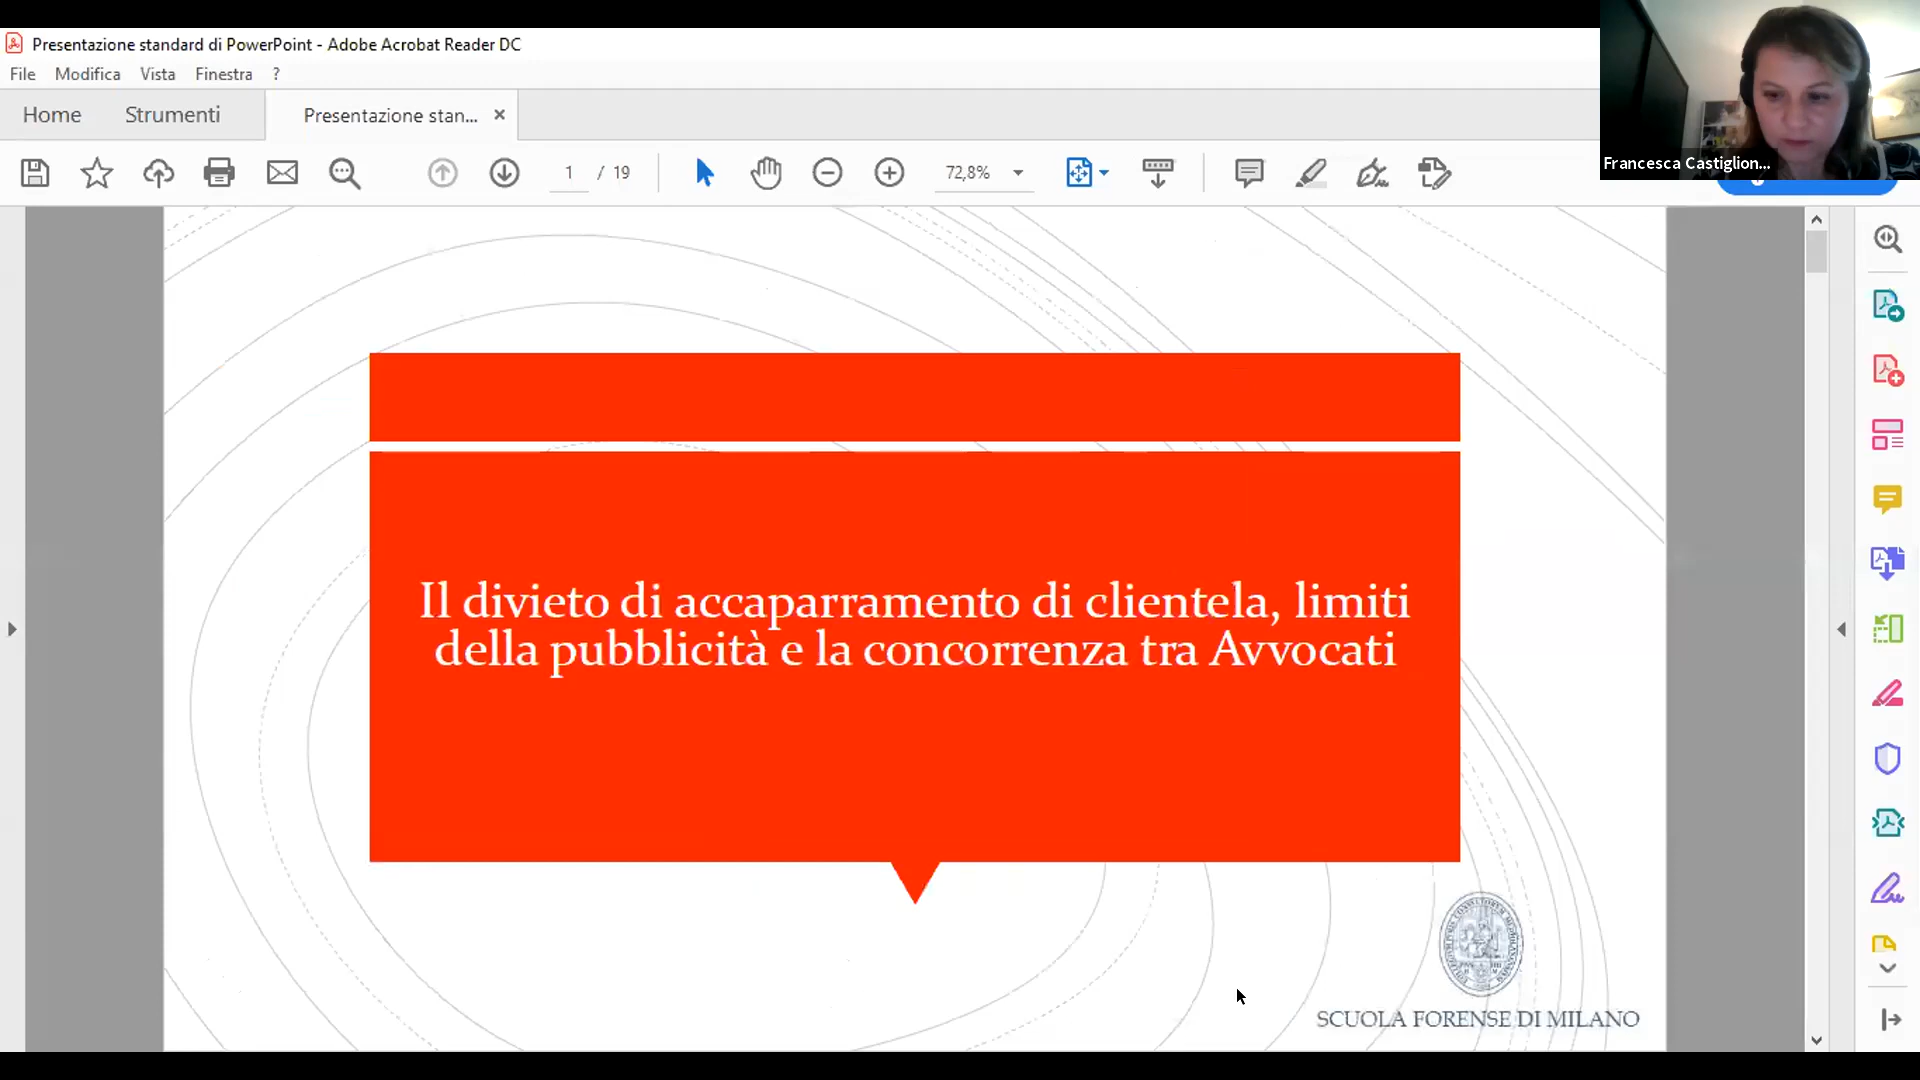 Presentazione standard di PowerPoint - Adobe Acrobat Reader DC
File Modifica Vista Finestra ?
Home Strumenti Presentazione stan... ×
1 / 19 72,8%
Francesca Castiglion...
Il divieto di accaparramento di clientela, limiti
della pubblicità e la concorrenza tra Avvocati
SCUOLA FORENSE DI MILANO